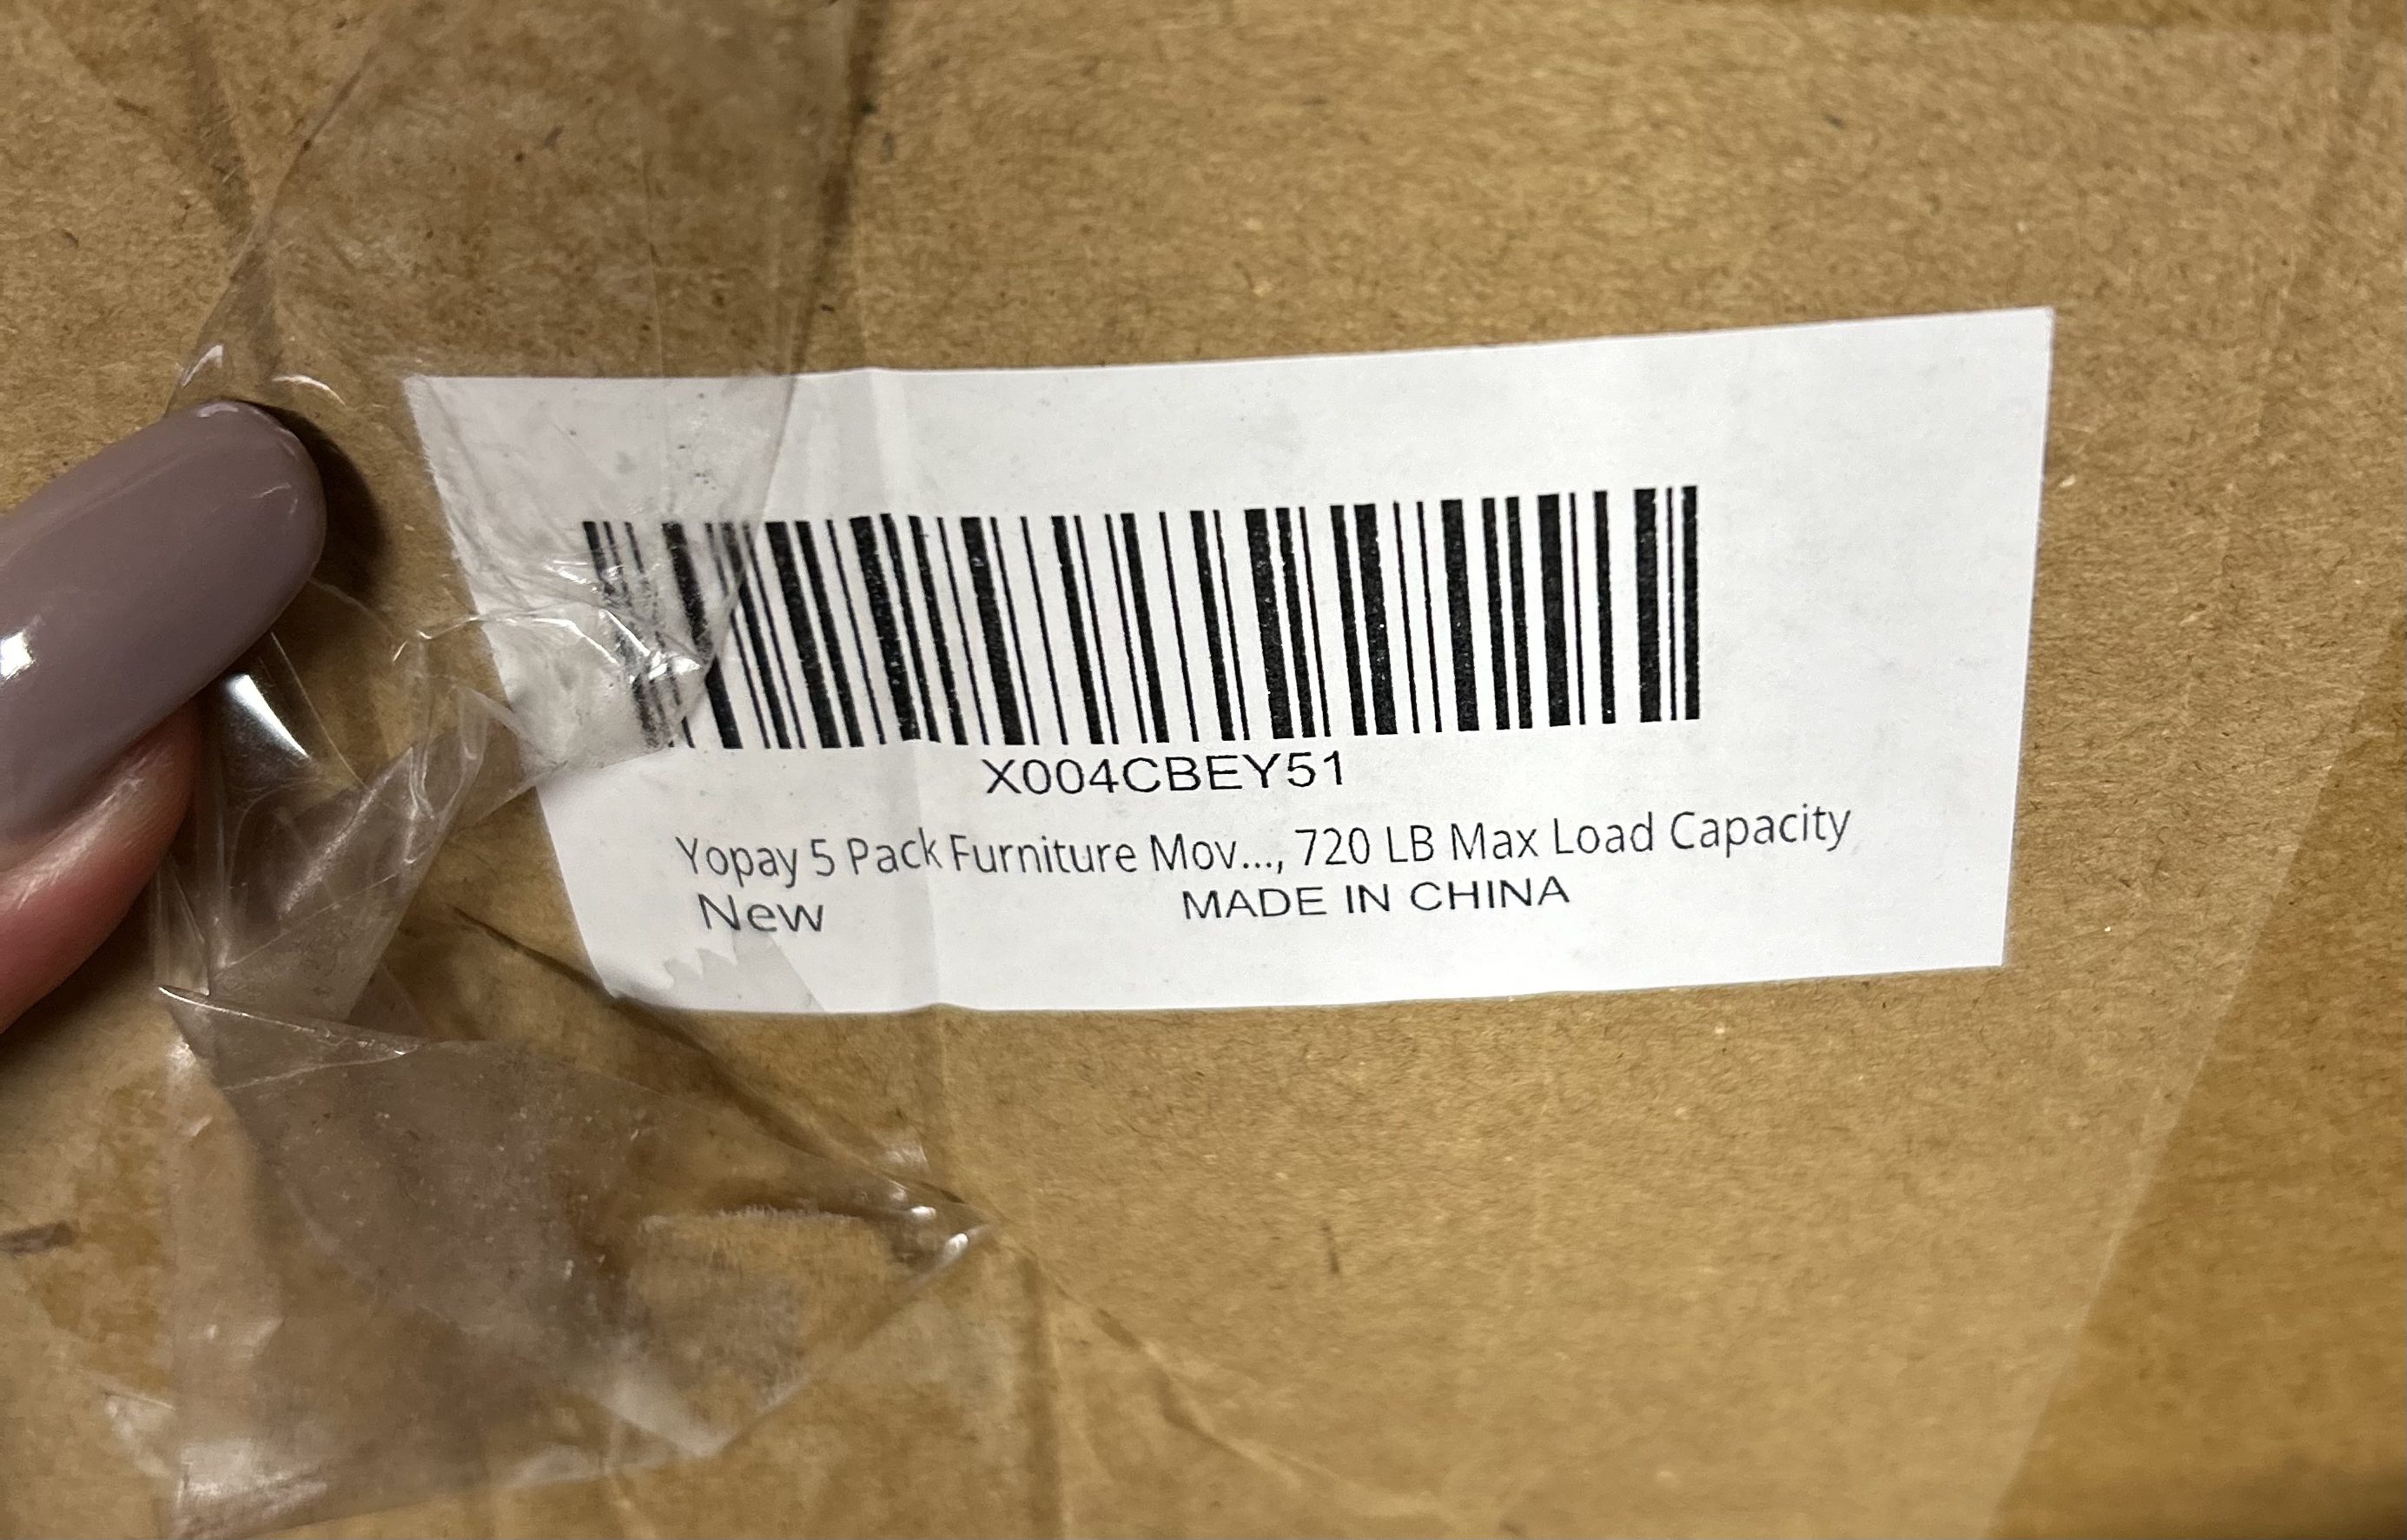 X004CBEY51
Yopay 5 Pack Furniture Mov..., 720 LB Max Load Capacity
New MADE IN CHINA